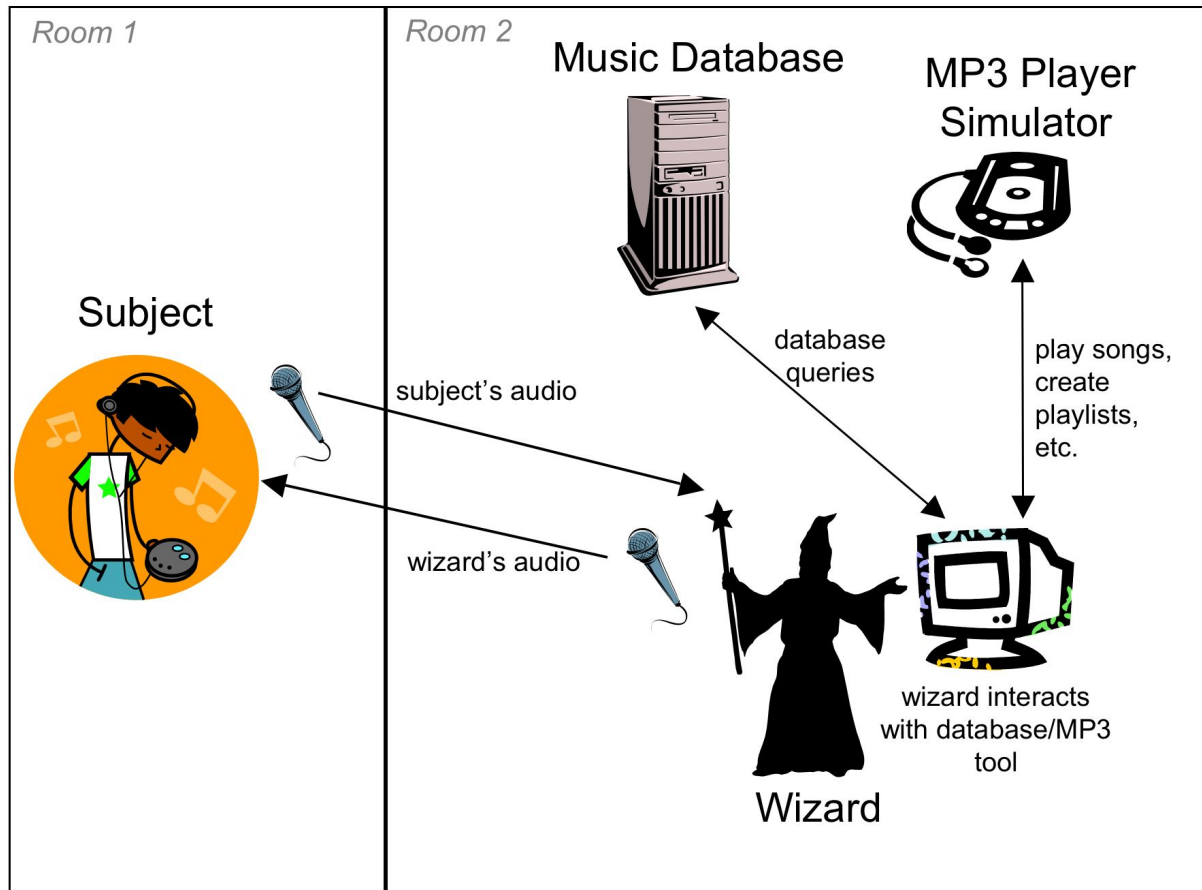 Room 1
Room 2
Music Database
MP3 Player
Simulator
Subject
database
queries
play songs,
create
playlists,
etc.
subject's audio
wizard's audio
wizard interacts
with database/MP3
tool
Wizard